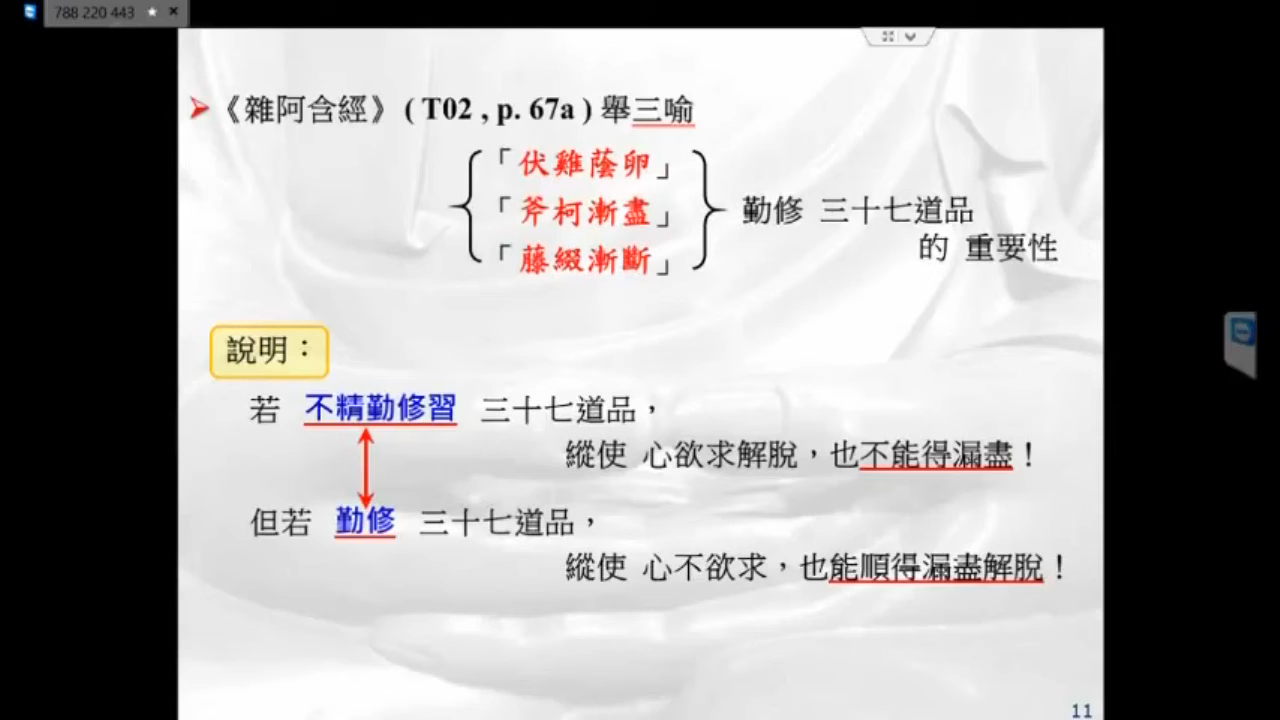 788 220 443
《雜阿含經》( T02 , p. 67a ) 舉三喻
「伏雞蔭卵」
「斧柯漸盡」
「藤綴漸斷」
勤修 三十七道品
的 重要性
說明：
若 不精勤修習 三十七道品，
縱使 心欲求解脫，也不能得漏盡！
但若 勤修 三十七道品，
縱使 心不欲求，也能順得漏盡解脫！
11